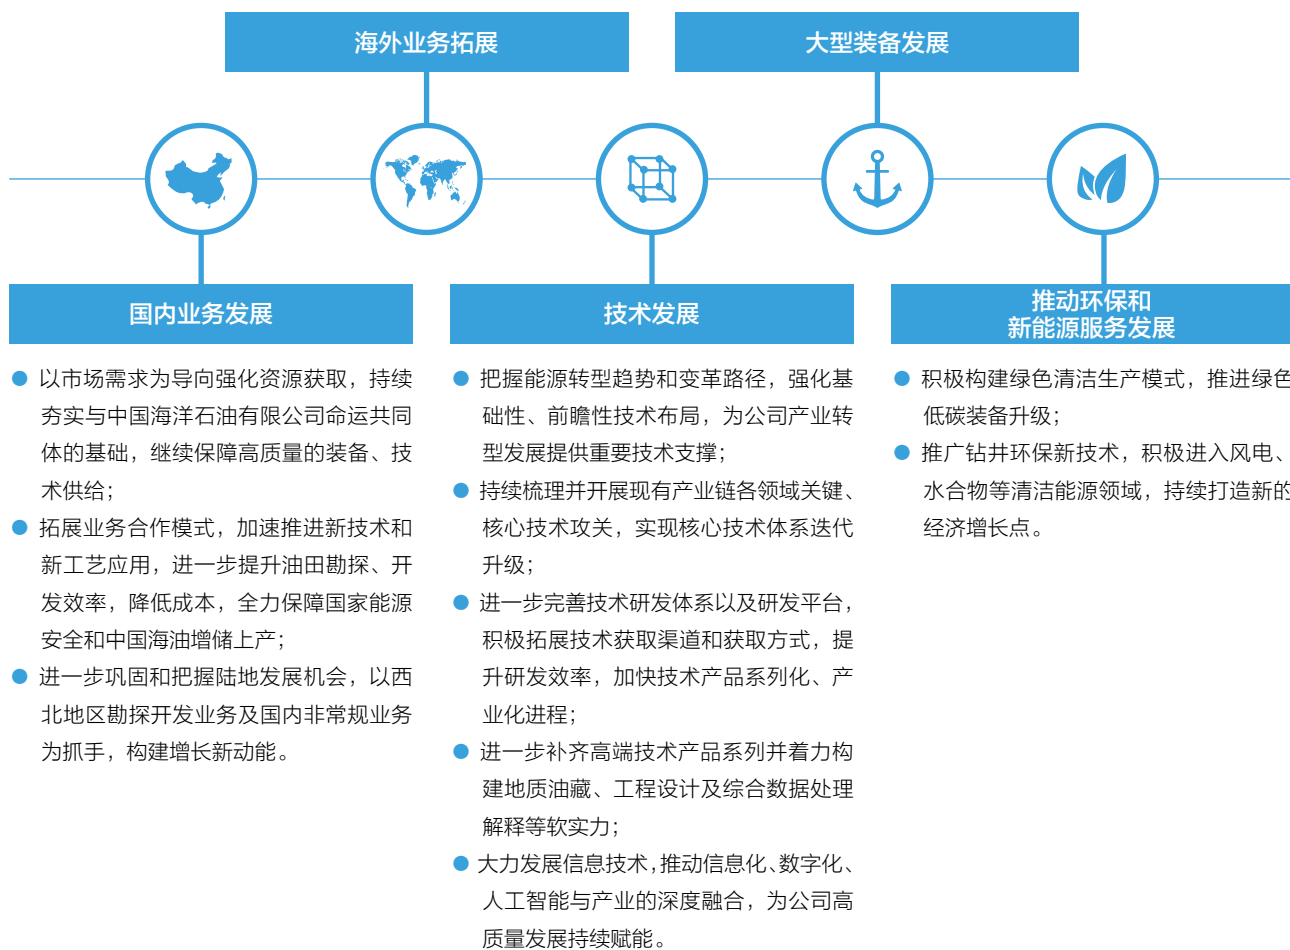 海外业务拓展
大型装备发展
国内业务发展
● 以市场需求为导向强化资源获取，持续
夯实与中国海洋石油有限公司命运共同
体的基础，继续保障高质量的装备、技
术供给；
● 拓展业务合作模式，加速推进新技术和
新工艺应用，进一步提升油田勘探、开
发效率，降低成本，全力保障国家能源
安全和中国海油增储上产；
● 进一步巩固和把握陆地发展机会，以西
北地区勘探开发业务及国内非常规业务
为抓手，构建增长新动能。
技术发展
● 把握能源转型趋势和变革路径，强化基
础性、前瞻性技术布局，为公司产业转
型发展提供重要技术支撑；
● 持续梳理并开展现有产业链各领域关键、
核心技术攻关，实现核心技术体系迭代
升级；
● 进一步完善技术研发体系以及研发平台，
积极拓展技术获取渠道和获取方式，提
升研发效率，加快技术产品系列化、产
业化进程；
● 进一步补齐高端技术产品系列并着力构
建地质油藏、工程设计及综合数据处理
解释等软实力；
● 大力发展信息技术，推动信息化、数字化、
人工智能与产业的深度融合，为公司高
质量发展持续赋能。
推动环保和
新能源服务发展
● 积极构建绿色清洁生产模式，推进绿色
低碳装备升级；
● 推广钻井环保新技术，积极进入风电、
水合物等清洁能源领域，持续打造新的
经济增长点。